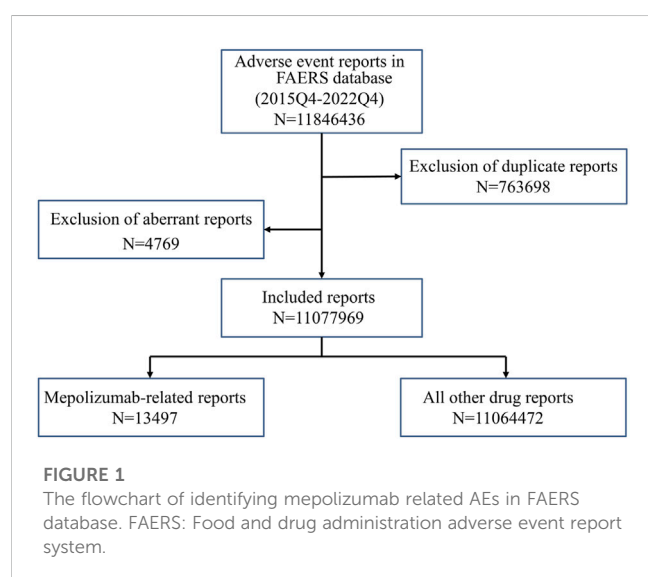 Adverse event reports in
FAERS database
(2015Q4-2022Q4)
N=11846436
Exclusion of duplicate reports
N=763698
Exclusion of aberrant reports
N=4769
Included reports
N=11077969
Mepolizumab-related reports
N=13497
All other drug reports
N=11064472
FIGURE 1
The flowchart of identifying mepolizumab related AEs in FAERS
database. FAERS: Food and drug administration adverse event report
system.